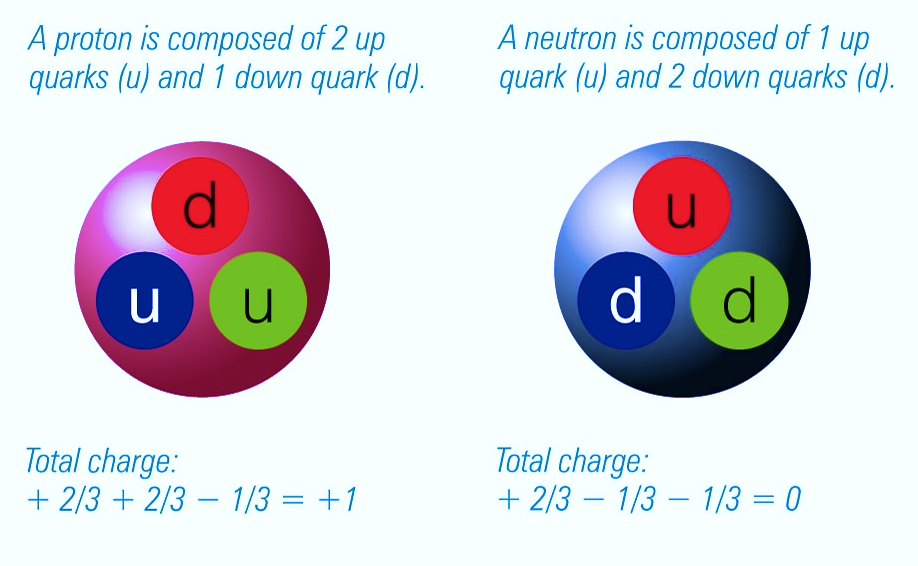 A proton is composed of 2 up
quarks (u) and 1 down quark (d).
d
u u
Total charge:
+ 2/3 + 2/3 − 1/3 = +1
A neutron is composed of 1 up
quark (u) and 2 down quarks (d).
u
d d
Total charge:
+ 2/3 − 1/3 − 1/3 = 0